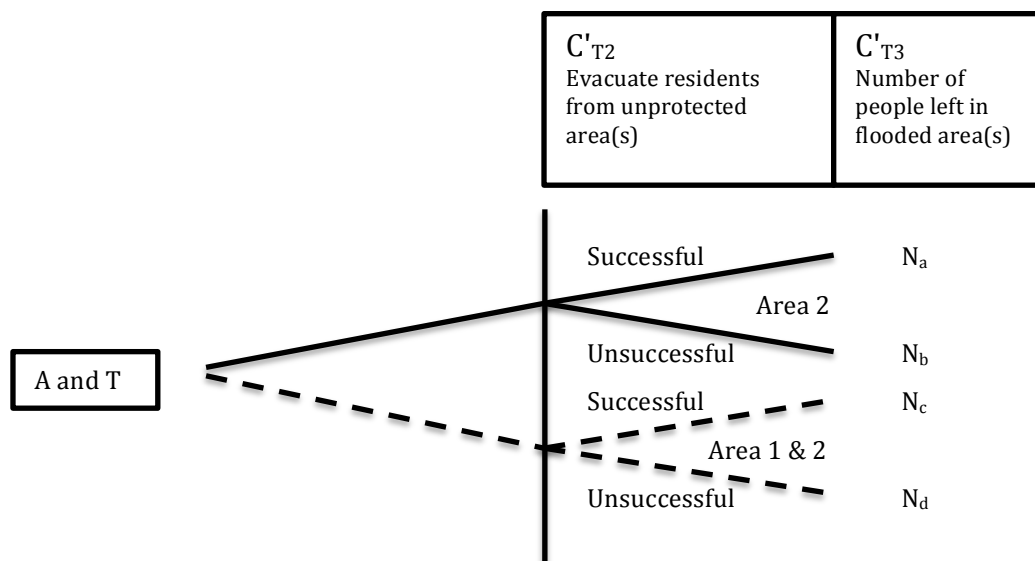 C'T2
Evacuate residents
from unprotected
area(s)
C'T3
Number of
people left in
flooded area(s)
Successful
Na
Area 2
Unsuccessful
Nb
A and T
Successful
Nc
Area 1 & 2
Unsuccessful
Nd